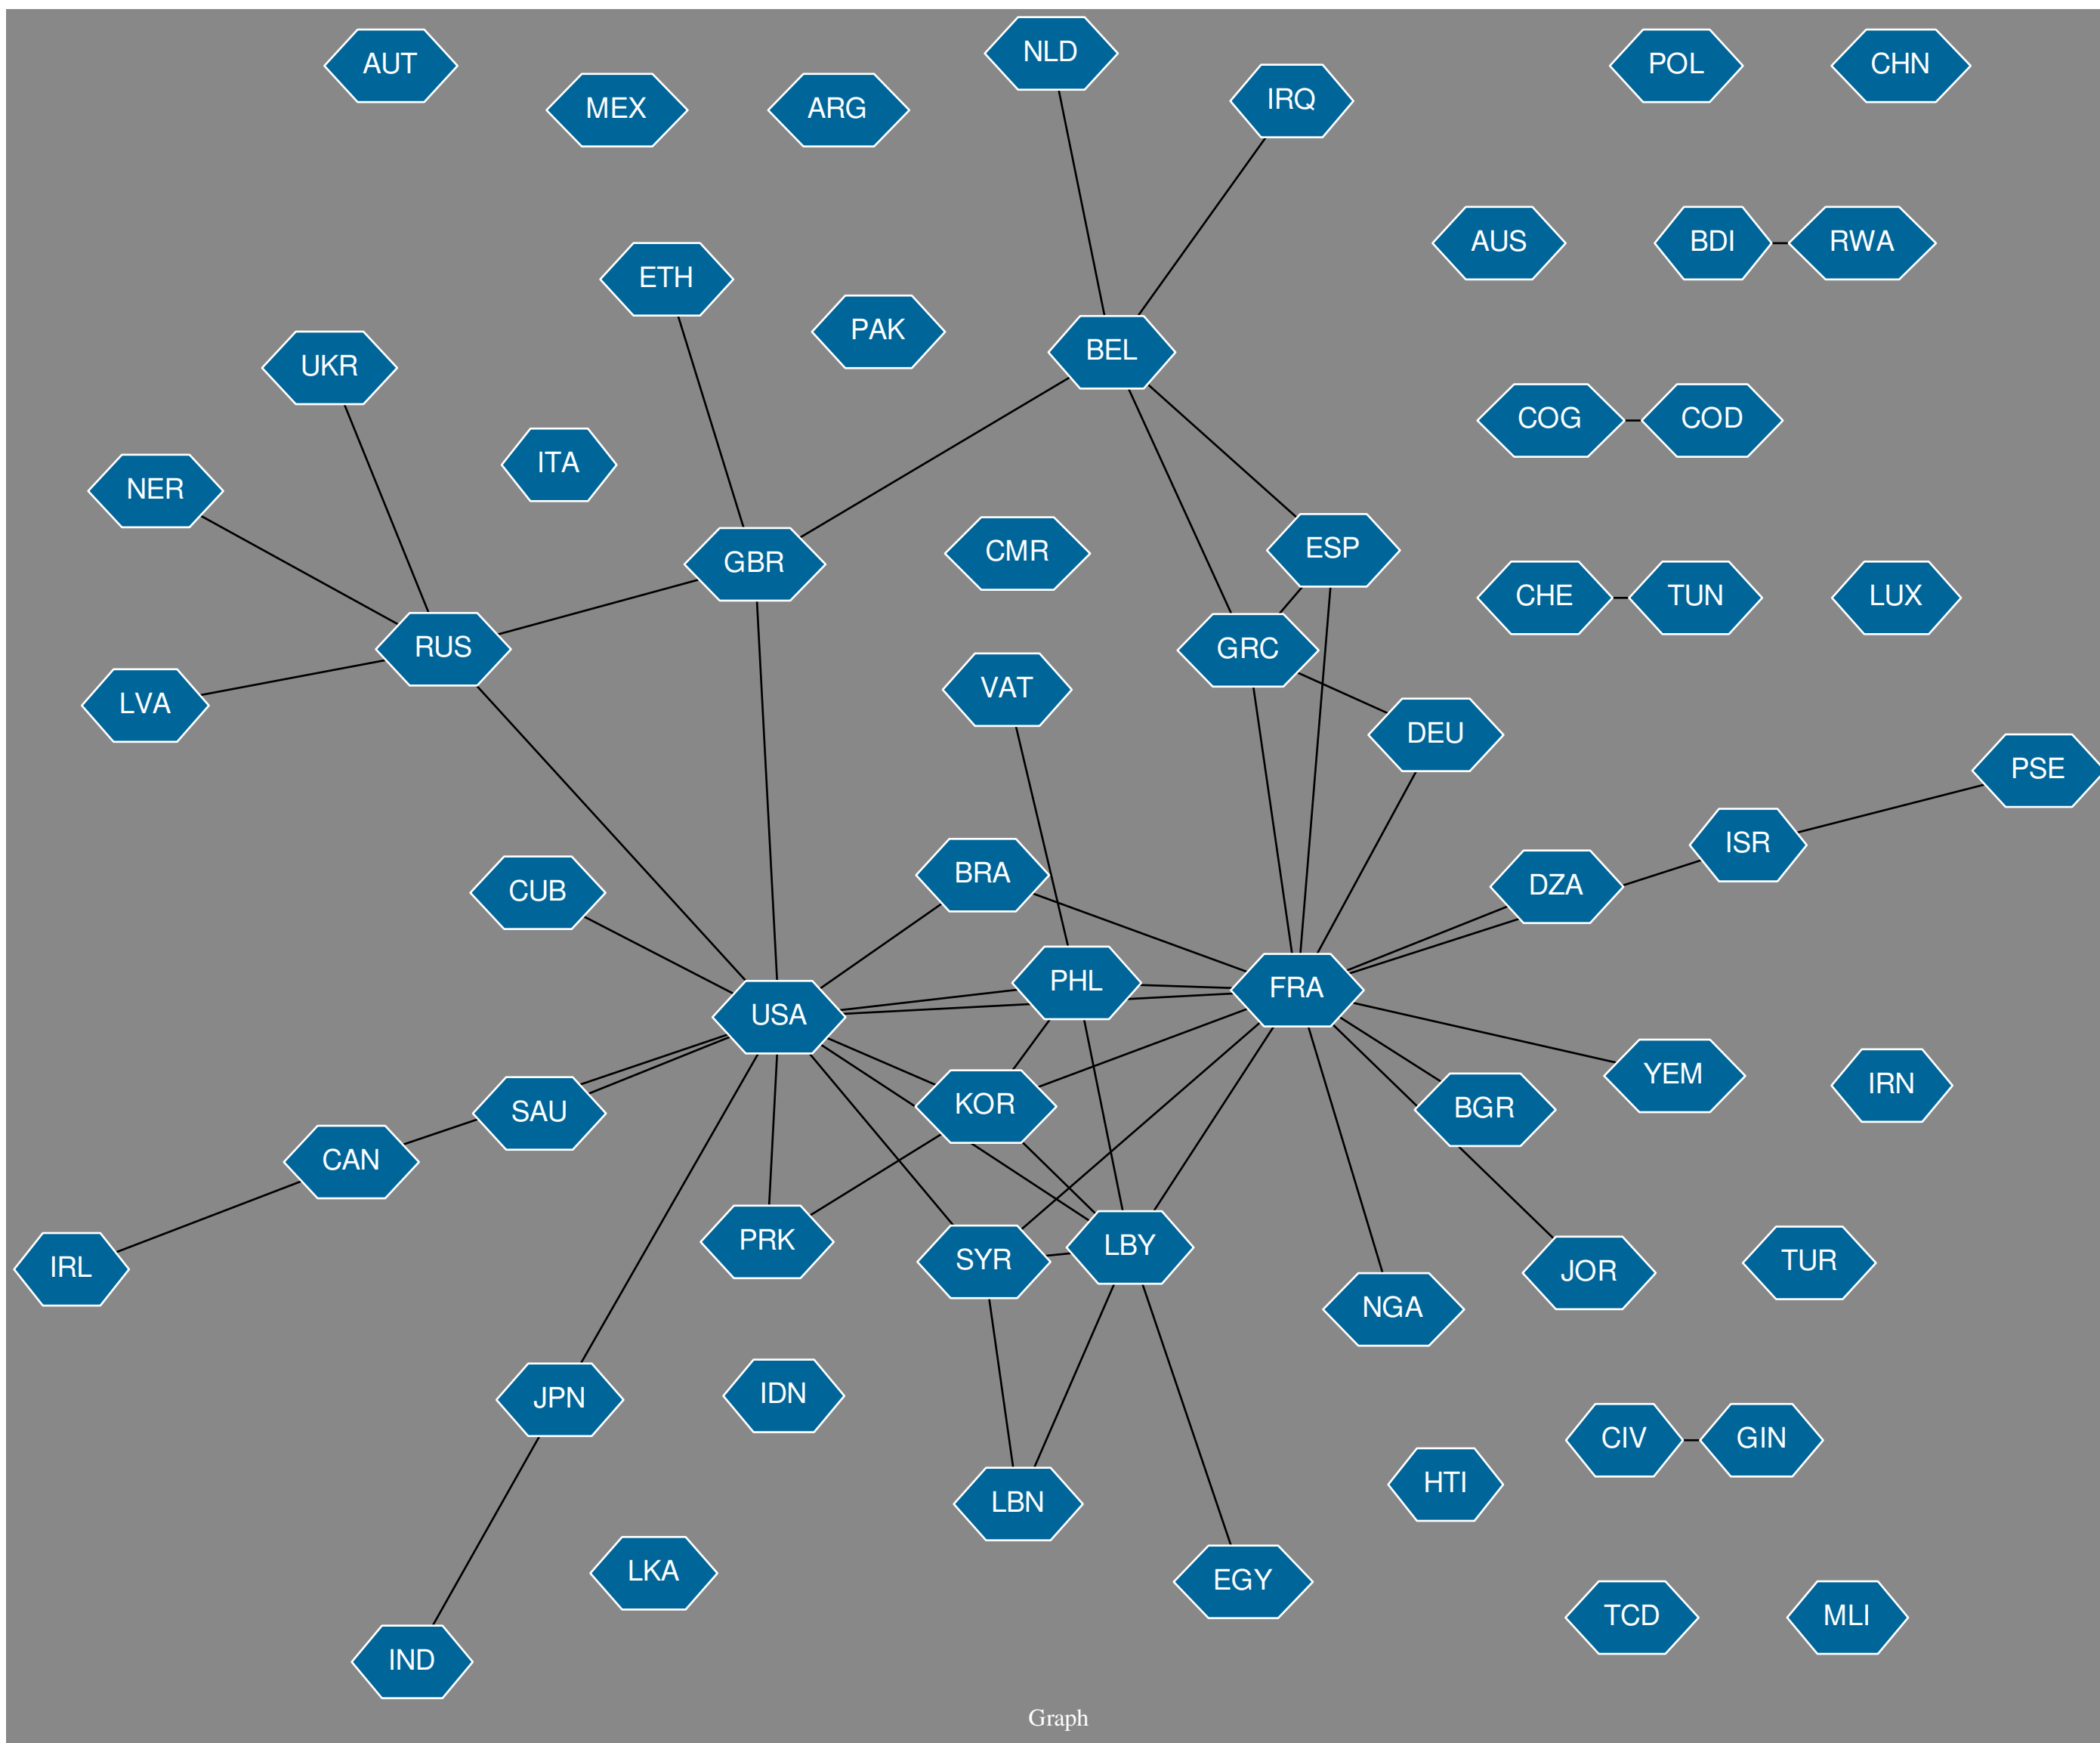 AUT
NLD
POL
CHN
MEX
ARG
IRQ
AUS
BDI
RWA
ETH
PAK
BEL
UKR
COG
COD
ITA
NER
CMR
ESP
GBR
CHE
TUN
LUX
RUS
GRC
VAT
LVA
DEU
PSE
ISR
BRA
DZA
CUB
PHL
FRA
USA
YEM
IRN
KOR
BGR
SAU
CAN
PRK
LBY
SYR
TUR
IRL
JOR
NGA
JPN
IDN
CIV
GIN
HTI
LBN
LKA
EGY
TCD
MLI
IND
Graph